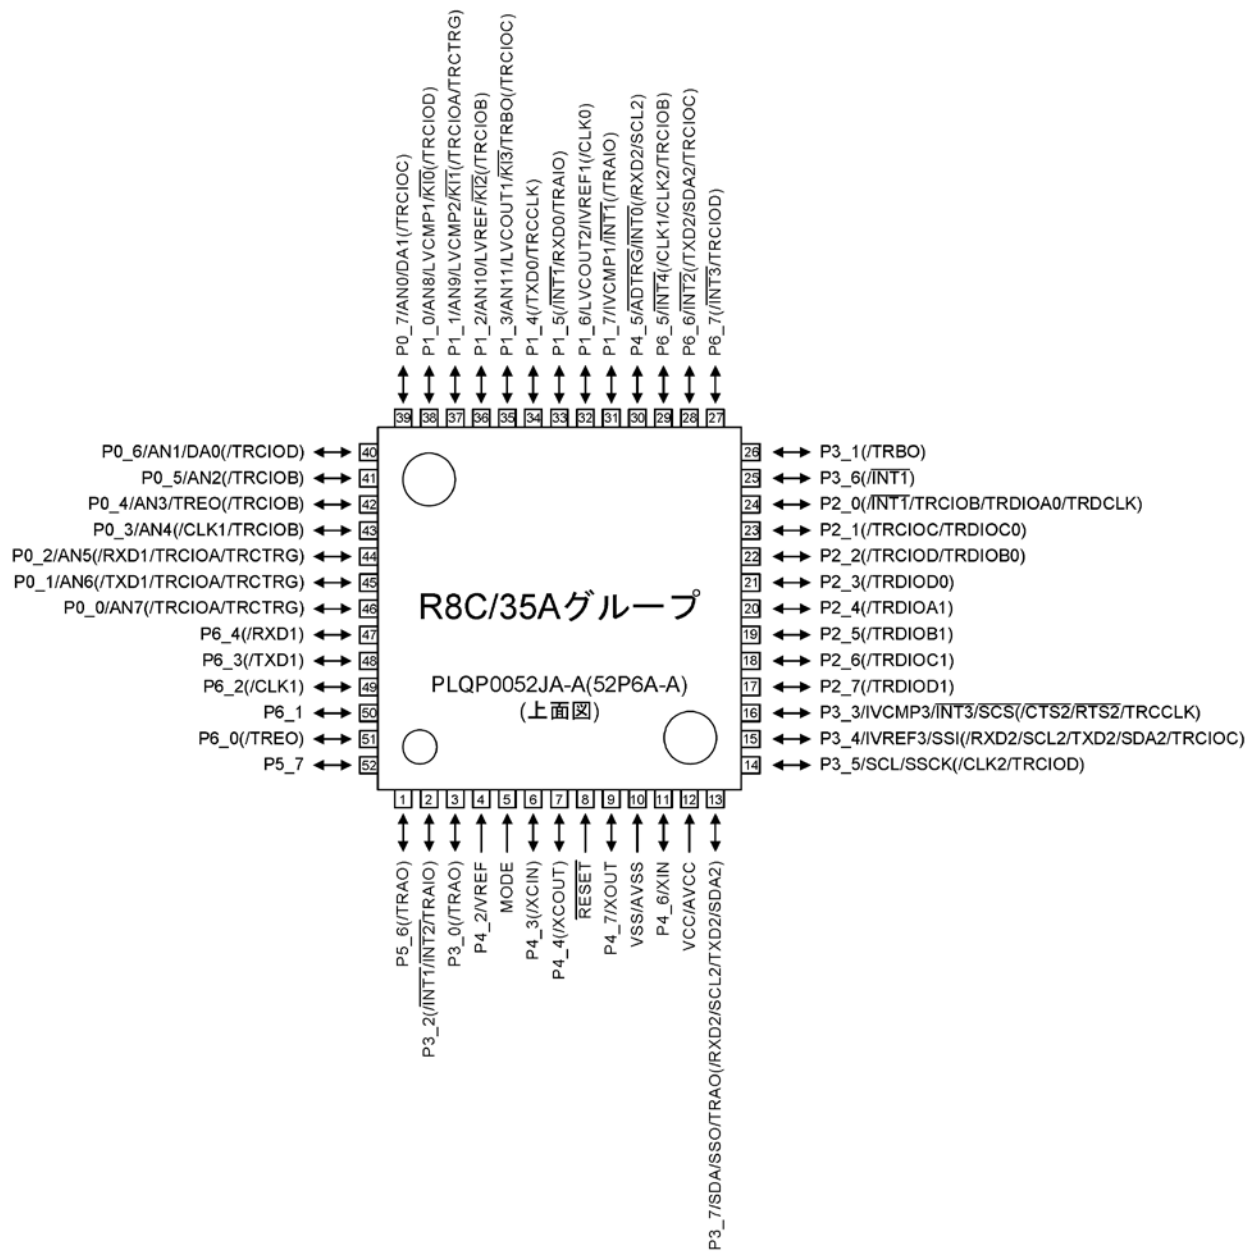 P0_7/AN0/DA1(/TRCIOC)
P1_0/AN8/LVCMP1/KI0(/TRCIOD)
P1_1/AN9/LVCMP2/KI1(/TRCIOA/TRCTRG)
P1_2/AN10/LVREF/KI2(/TRCIOB)
P1_3/AN11/LVCOUT1/KI3/TRBO(/TRCIOC)
P1_4(/TXD0/TRCCLK)
P1_5(/INT1/RXD0/TRAIO)
P1_6/LVCOUT2/IVREF1(/CLK0)
P1_7/IVCMP1/INT1(/TRAIO)
P4_5/ADTRG/INT0(/RXD2/SCL2)
P6_5/INT4(/CLK1/CLK2/TRCIOB)
P6_6/INT2(/TXD2/SDA2/TRCIOC)
P6_7(/INT3/TRCIOD)
39 38 37 36 35 34 33 32 31 30 29 28 27
P0_6/AN1/DA0(/TRCIOD) 40
P0_5/AN2(/TRCIOB) 41
P0_4/AN3/TREO(/TRCIOB) 42
P0_3/AN4(/CLK1/TRCIOB) 43
P0_2/AN5(/RXD1/TRCIOA/TRCTRG) 44
P0_1/AN6(/TXD1/TRCIOA/TRCTRG) 45
P0_0/AN7(/TRCIOA/TRCTRG) 46
P6_4(/RXD1) 47
P6_3(/TXD1) 48
P6_2(/CLK1) 49
P6_1 50
P6_0(/TREO) 51
P5_7 52
R8C/35Aグループ
PLQP0052JA-A(52P6A-A)
(上面図)
26 P3_1(/TRBO)
25 P3_6(/INT1)
24 P2_0(/INT1/TRCIOB/TRDIOA0/TRDCLK)
23 P2_1(/TRCIOC/TRDIOC0)
22 P2_2(/TRCIOD/TRDIOB0)
21 P2_3(/TRDIOD0)
20 P2_4(/TRDIOA1)
19 P2_5(/TRDIOB1)
18 P2_6(/TRDIOC1)
17 P2_7(/TRDIOD1)
16 P3_3/IVCMP3/INT3/SCS(/CTS2/RTS2/TRCCLK)
15 P3_4/IVREF3/SSI(/RXD2/SCL2/TXD2/SDA2/TRCIOC)
14 P3_5/SCL/SSCK(/CLK2/TRCIOD)
1 2 3 4 5 6 7 8 9 10 11 12 13
P5_6(/TRAO)
P3_2(/INT1/INT2/TRAIO)
P3_0(/TRAO)
P4_2/VREF
MODE
P4_3(/XCIN)
P4_4(/XCOUT)
RESET
P4_7/XOUT
VSS/AVSS
P4_6/XIN
VCC/AVCC
P3_7/SDA/SSO/TRAO(/RXD2/SCL2/TXD2/SDA2)